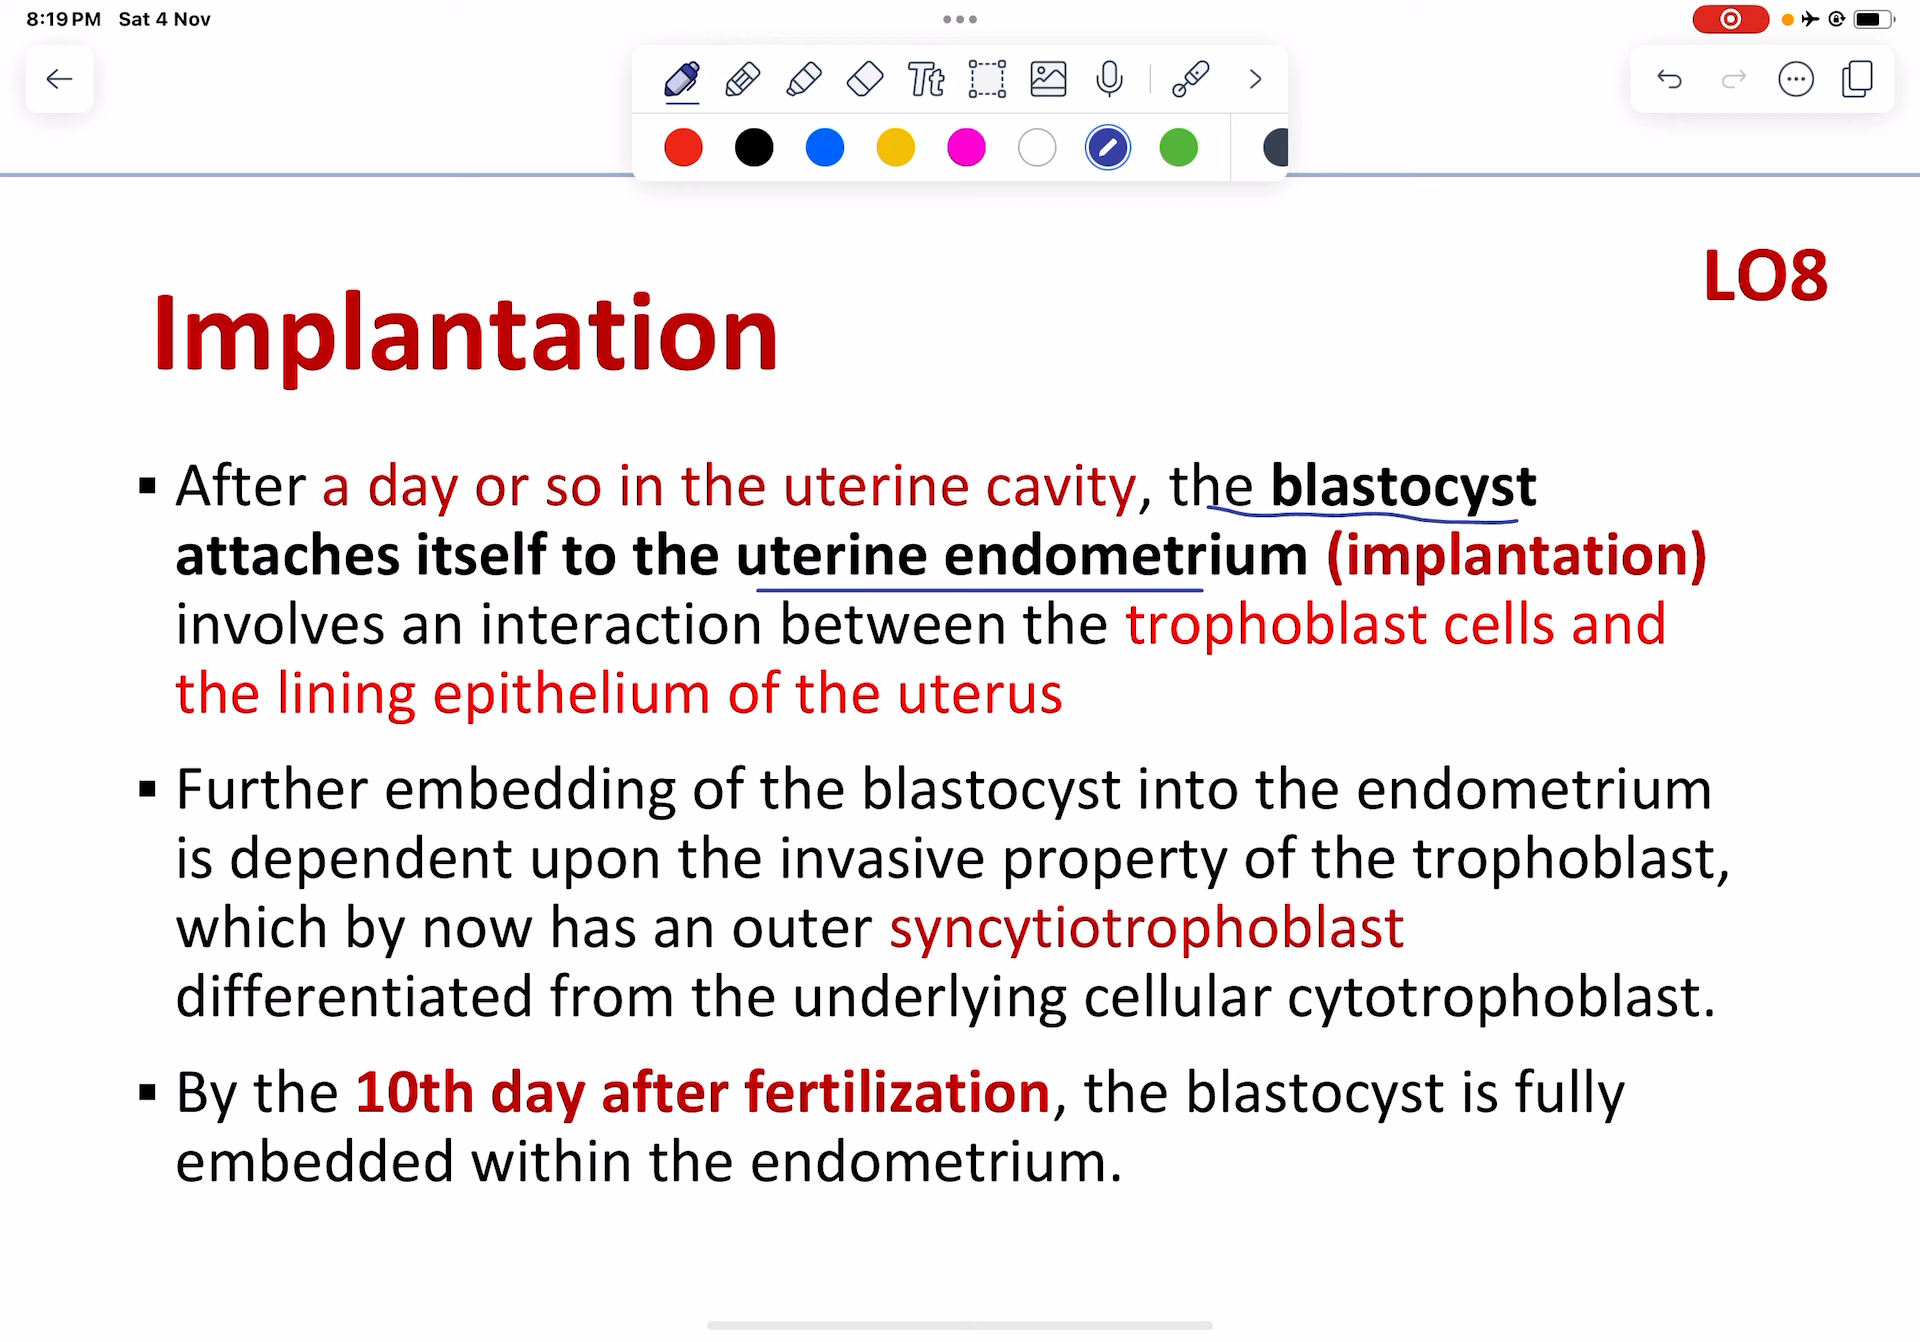 8:19 PM Sat 4 Nov
Tt
LO8
Implantation
▪ After a day or so in the uterine cavity, the blastocyst
attaches itself to the uterine endometrium (implantation)
involves an interaction between the trophoblast cells and
the lining epithelium of the uterus
▪ Further embedding of the blastocyst into the endometrium
is dependent upon the invasive property of the trophoblast,
which by now has an outer syncytiotrophoblast
differentiated from the underlying cellular cytotrophoblast.
▪ By the 10th day after fertilization, the blastocyst is fully
embedded within the endometrium.